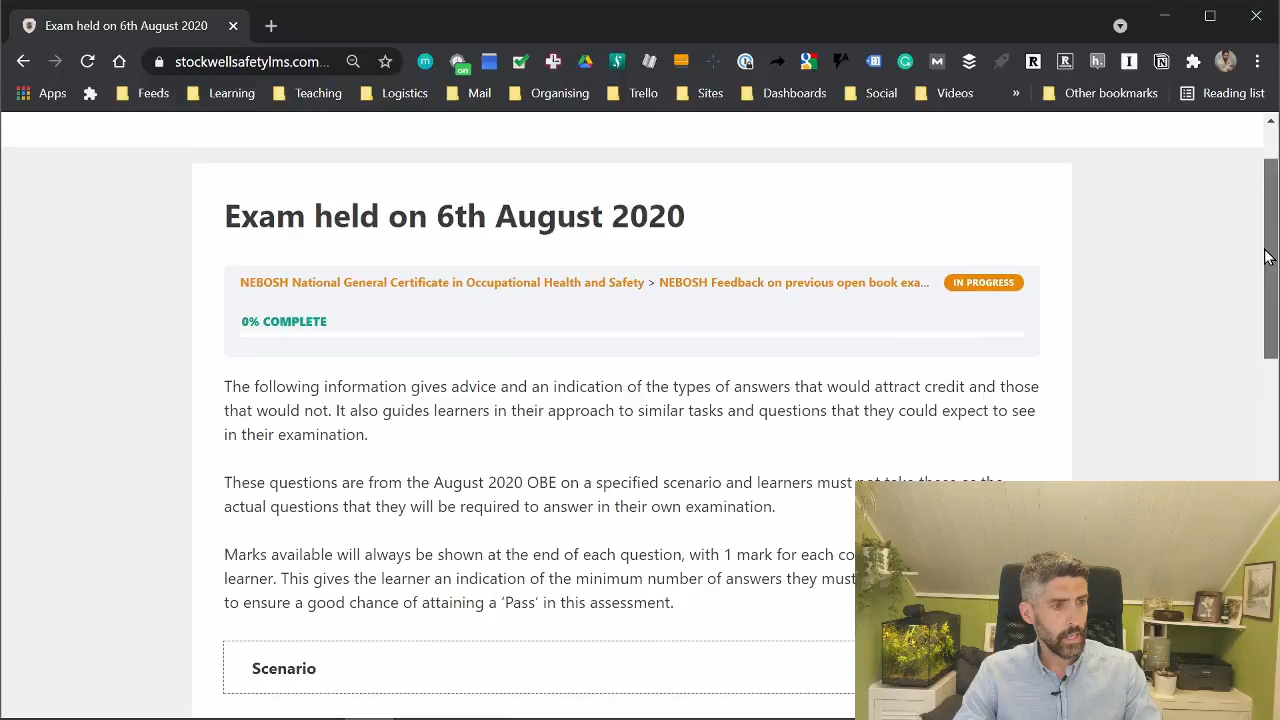 Exam held on 6th August 2020
stockwellsafetylms.com...
on
Apps
Feeds
Learning
Teaching
Logistics
Mail
Organising
Trello
Sites
Dashboards
Social
Videos
»
Other bookmarks
Reading list
Exam held on 6th August 2020
NEBOSH National General Certificate in Occupational Health and Safety > NEBOSH Feedback on previous open book exa...
IN PROGRESS
0% COMPLETE
The following information gives advice and an indication of the types of answers that would attract credit and those
that would not. It also guides learners in their approach to similar tasks and questions that they could expect to see
in their examination.
These questions are from the August 2020 OBE on a specified scenario and learners must
actual questions that they will be required to answer in their own examination.
Marks available will always be shown at the end of each question, with 1 mark for each
learner. This gives the learner an indication of the minimum number of answers they must
to ensure a good chance of attaining a ‘Pass’ in this assessment.
Scenario